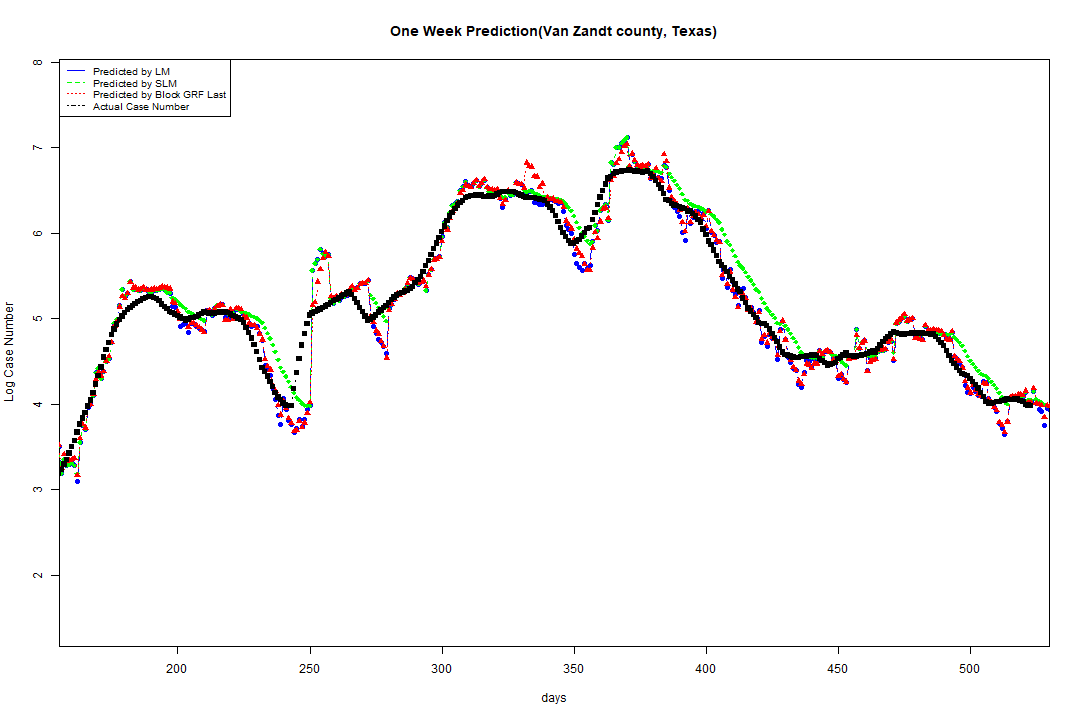 One Week Prediction(Van Zandt county, Texas)
Predicted by LM
Predicted by SLM
Predicted by Block GRF Last
Actual Case Number
Log Case Number
8
7
6
5
4
3
2
200 250 300 350 400 450 500
days